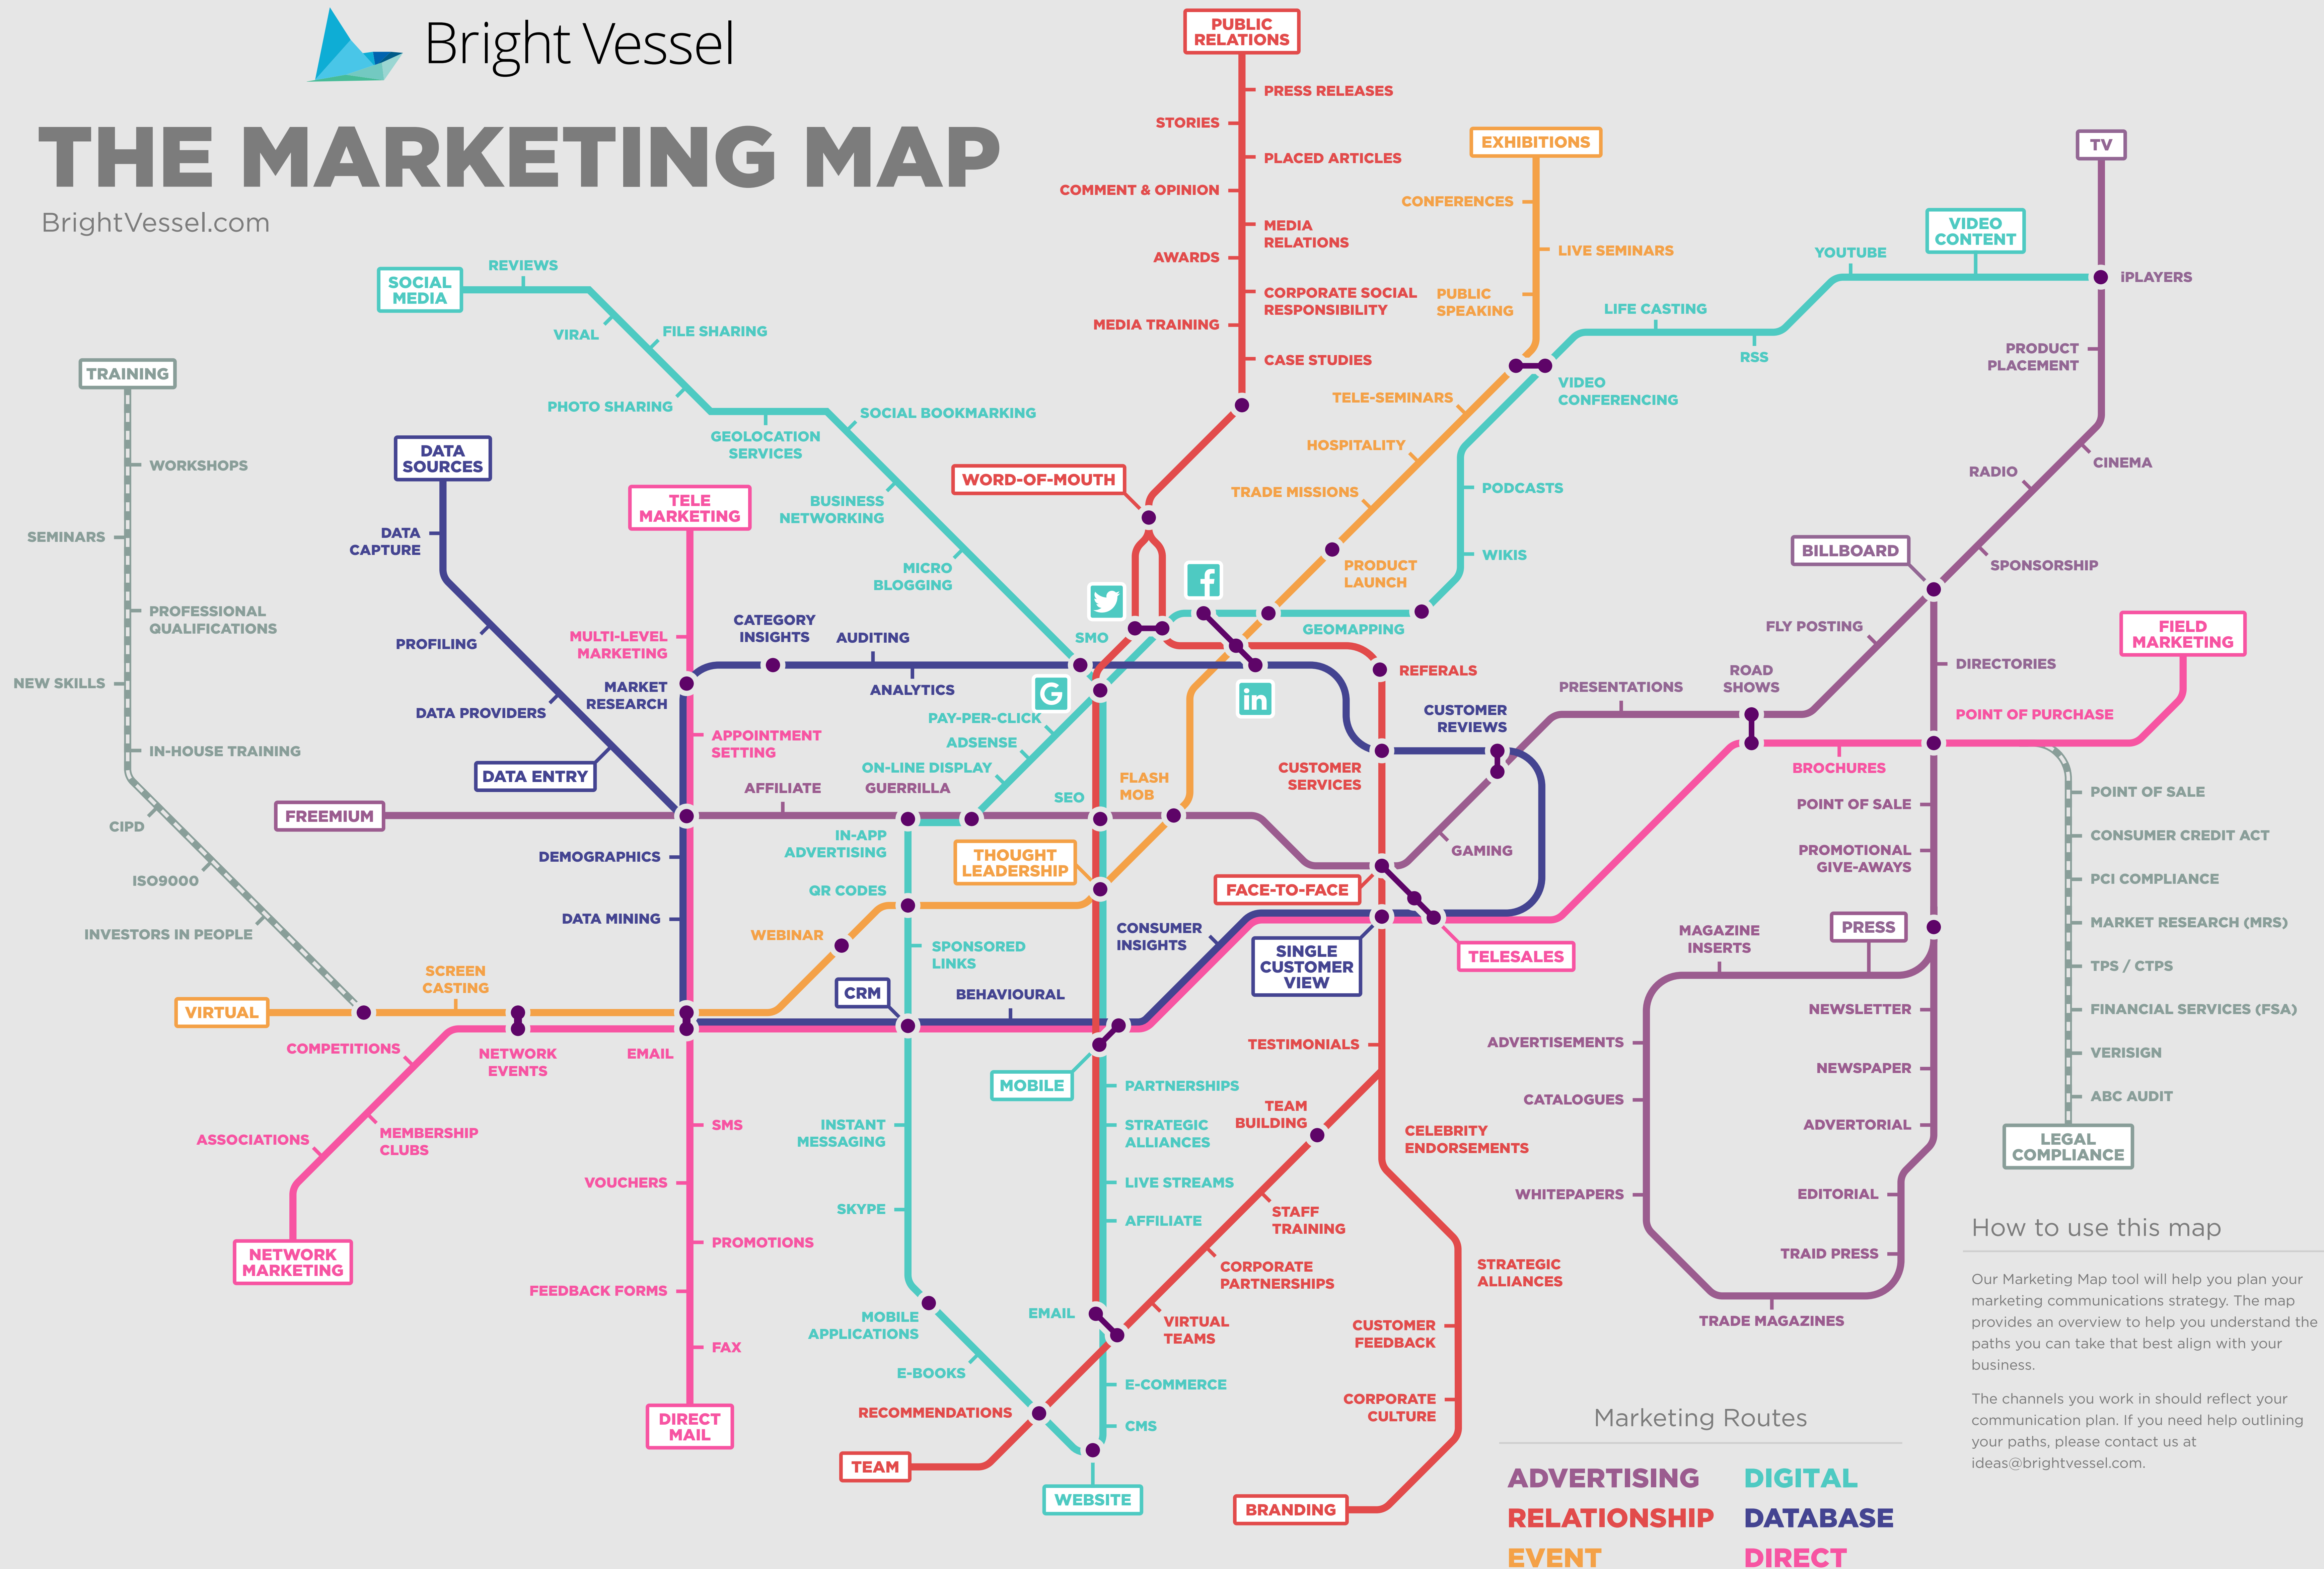 Bright Vessel
THE MARKETING MAP
BrightVessel.com
PUBLIC
RELATIONS
PRESS RELEASES
STORIES
PLACED ARTICLES
COMMENT & OPINION
MEDIA
RELATIONS
AWARDS
CORPORATE SOCIAL
RESPONSIBILITY
MEDIA TRAINING
CASE STUDIES
WORD-OF-MOUTH
EXHIBITIONS
CONFERENCES
LIVE SEMINARS
PUBLIC
SPEAKING
TELE-SEMINARS
HOSPITALITY
TRADE MISSIONS
PRODUCT
LAUNCH
TV
VIDEO
CONTENT
YOUTUBE
iPLAYERS
LIFE CASTING
RSS
VIDEO
CONFERENCING
PODCASTS
WIKIS
GEOMAPPING
PRODUCT
PLACEMENT
CINEMA
RADIO
SPONSORSHIP
BILLBOARD
FLY POSTING
DIRECTORIES
FIELD
MARKETING
ROAD
SHOWS
PRESENTATIONS
POINT OF PURCHASE
BROCHURES
SOCIAL
MEDIA
REVIEWS
VIRAL
FILE SHARING
PHOTO SHARING
GEOLOCATION
SERVICES
SOCIAL BOOKMARKING
BUSINESS
NETWORKING
MICRO
BLOGGING
SMO
f
G
in
TRAINING
WORKSHOPS
SEMINARS
PROFESSIONAL
QUALIFICATIONS
NEW SKILLS
IN-HOUSE TRAINING
CIPD
ISO9000
INVESTORS IN PEOPLE
DATA
SOURCES
DATA
CAPTURE
PROFILING
DATA PROVIDERS
DATA ENTRY
TELE
MARKETING
MULTI-LEVEL
MARKETING
MARKET
RESEARCH
APPOINTMENT
SETTING
CATEGORY
INSIGHTS
AUDITING
ANALYTICS
PAY-PER-CLICK
ADSENSE
ON-LINE DISPLAY
FREEMIUM
AFFILIATE
GUERRILLA
SEO
FLASH
MOB
REFERALS
CUSTOMER
REVIEWS
CUSTOMER
SERVICES
GAMING
FACE-TO-FACE
DEMOGRAPHICS
DATA MINING
IN-APP
ADVERTISING
THOUGHT
LEADERSHIP
QR CODES
WEBINAR
SPONSORED
LINKS
CRM
BEHAVIOURAL
CONSUMER
INSIGHTS
SINGLE
CUSTOMER
VIEW
TELESALES
VIRTUAL
SCREEN
CASTING
COMPETITIONS
NETWORK
EVENTS
EMAIL
ASSOCIATIONS
MEMBERSHIP
CLUBS
NETWORK
MARKETING
SMS
VOUCHERS
PROMOTIONS
FEEDBACK FORMS
FAX
DIRECT
MAIL
MOBILE
INSTANT
MESSAGING
SKYPE
MOBILE
APPLICATIONS
E-BOOKS
PARTNERSHIPS
STRATEGIC
ALLIANCES
LIVE STREAMS
AFFILIATE
EMAIL
E-COMMERCE
CMS
WEBSITE
TESTIMONIALS
TEAM
BUILDING
STAFF
TRAINING
CORPORATE
PARTNERSHIPS
VIRTUAL
TEAMS
RECOMMENDATIONS
TEAM
CELEBRITY
ENDORSEMENTS
STRATEGIC
ALLIANCES
CUSTOMER
FEEDBACK
CORPORATE
CULTURE
BRANDING
POINT OF SALE
PROMOTIONAL
GIVE-AWAYS
PRESS
MAGAZINE
INSERTS
ADVERTISEMENTS
CATALOGUES
WHITEPAPERS
TRADE MAGAZINES
NEWSLETTER
NEWSPAPER
ADVERTORIAL
EDITORIAL
TRAID PRESS
POINT OF SALE
CONSUMER CREDIT ACT
PCI COMPLIANCE
MARKET RESEARCH (MRS)
TPS / CTPS
FINANCIAL SERVICES (FSA)
VERISIGN
ABC AUDIT
LEGAL
COMPLIANCE
How to use this map
Our Marketing Map tool will help you plan your
marketing communications strategy. The map
provides an overview to help you understand the
paths you can take that best align with your
business.
The channels you work in should reflect your
communication plan. If you need help outlining
your paths, please contact us at
ideas@brightvessel.com.
Marketing Routes
ADVERTISING
DIGITAL
RELATIONSHIP
DATABASE
EVENT
DIRECT